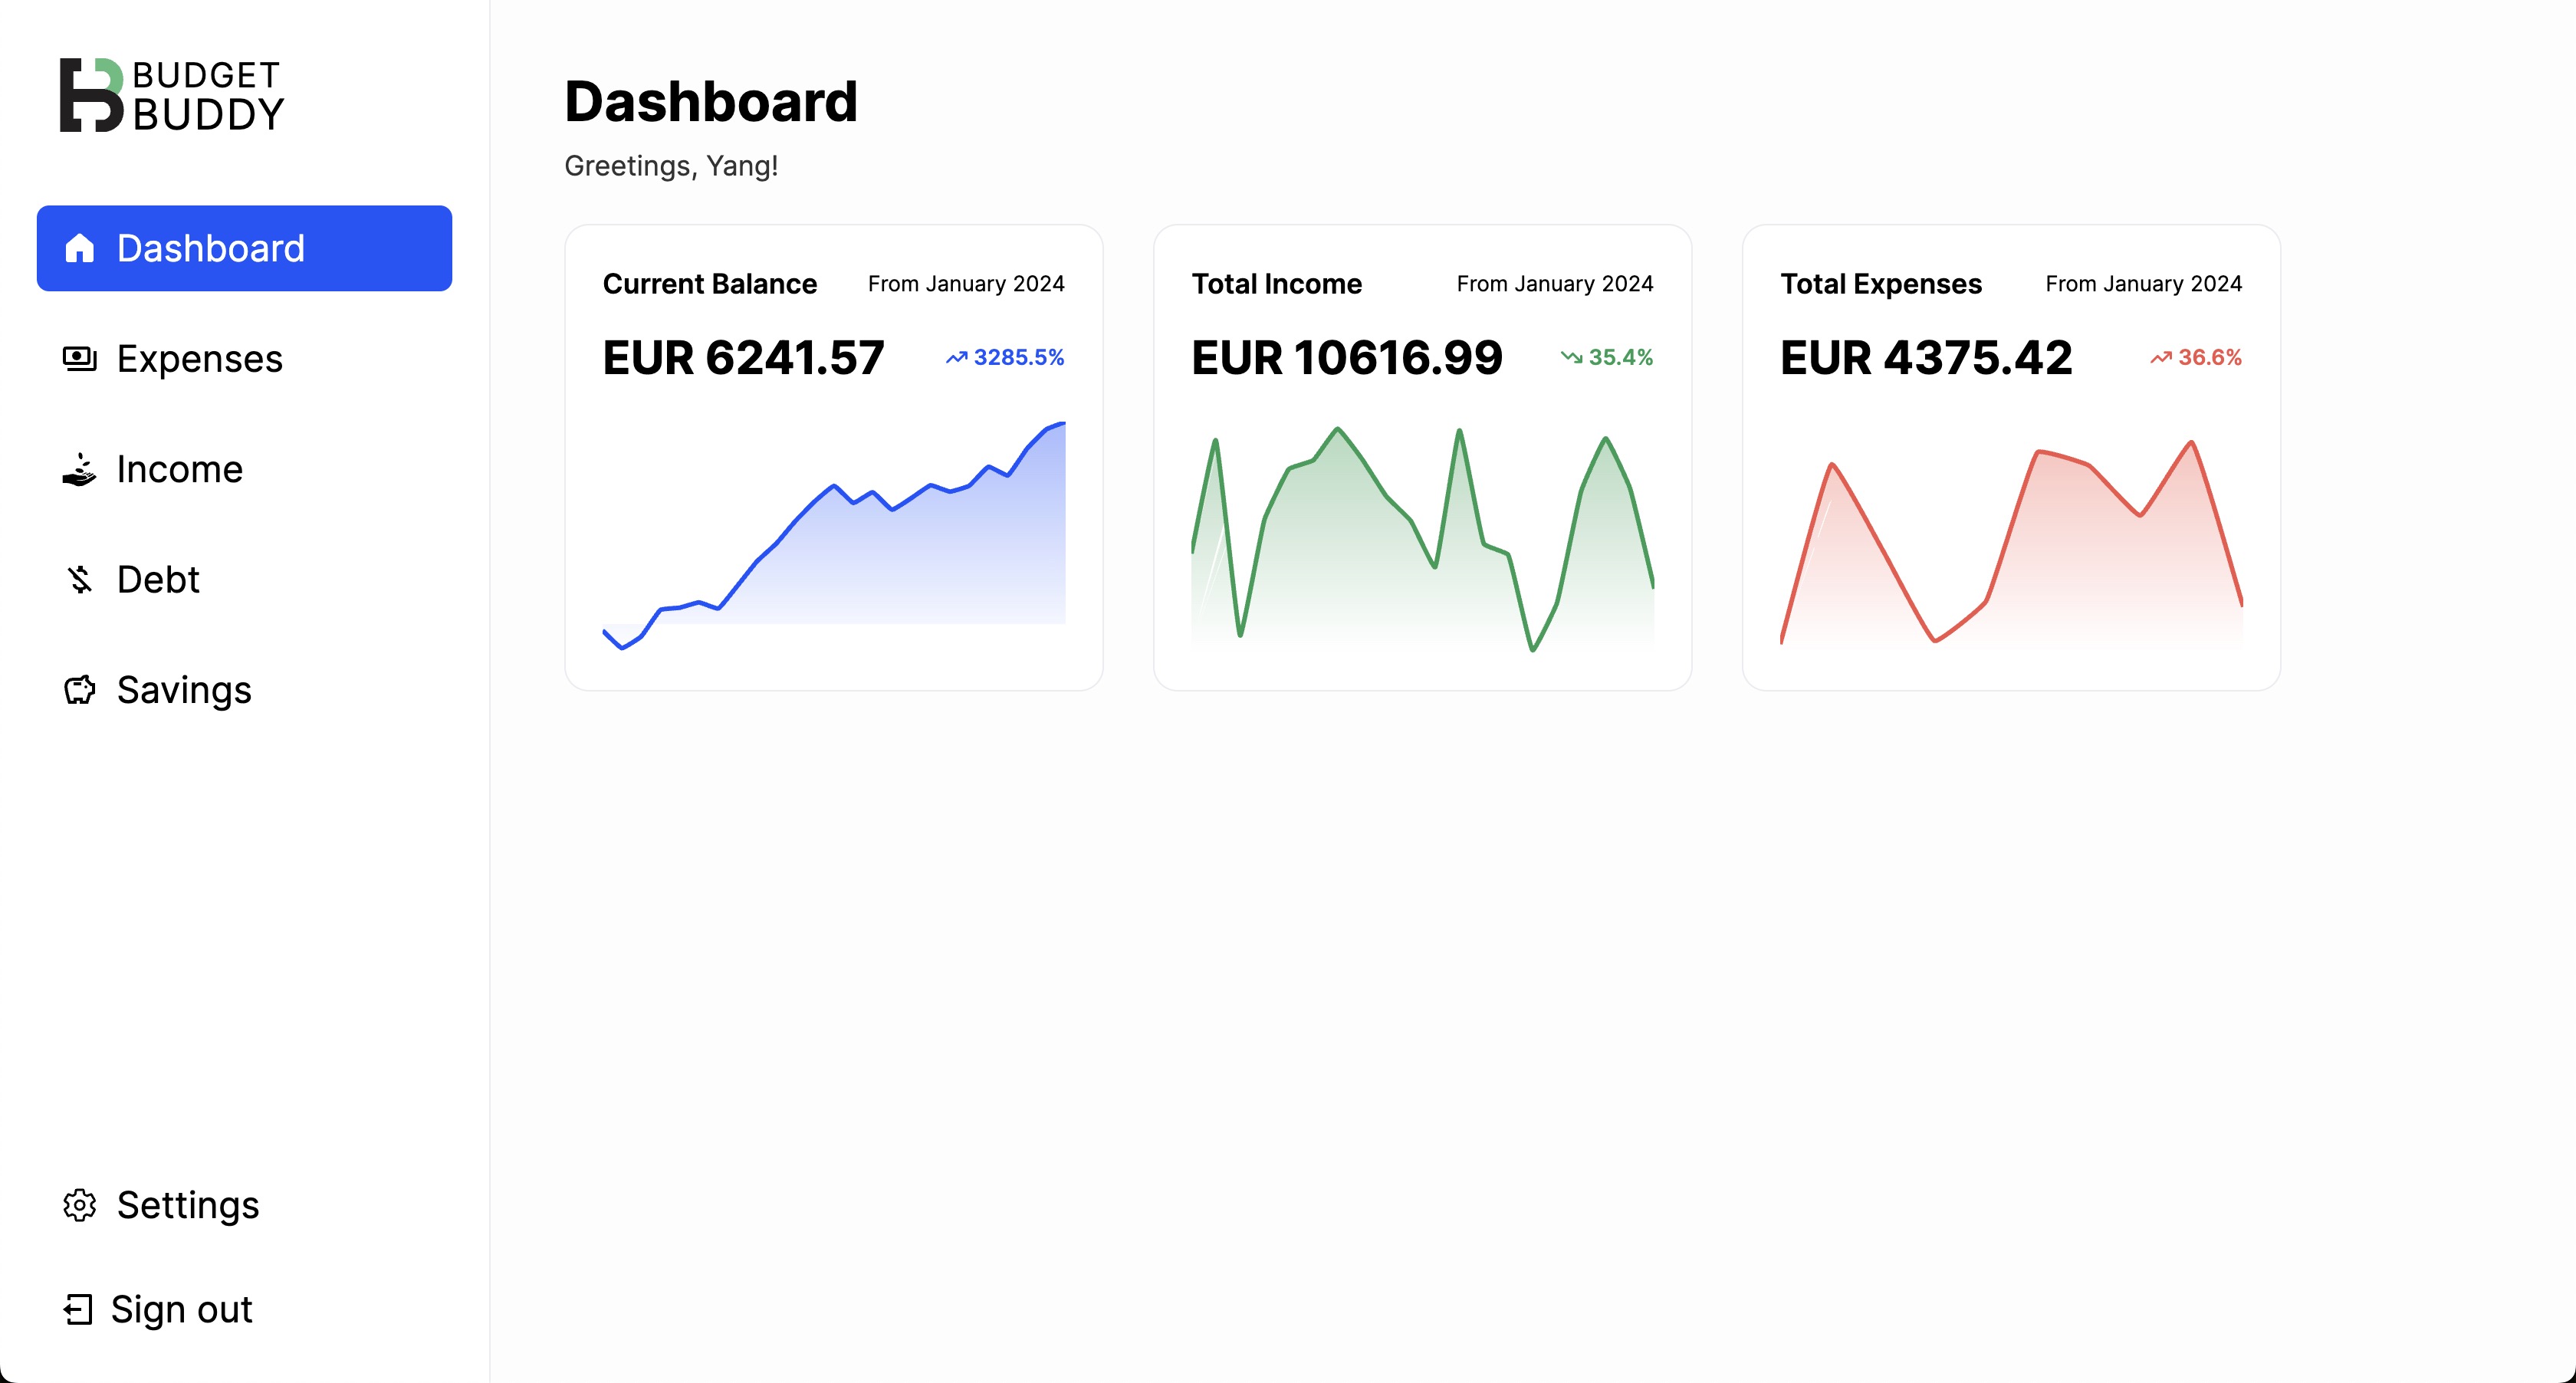 BUDGET
BUDDY
Dashboard
Expenses
Income
Debt
Savings
Settings
Sign out
Dashboard
Greetings, Yang!
Current Balance From January 2024
EUR 6241.57 3285.5%
Total Income From January 2024
EUR 10616.99 35.4%
Total Expenses From January 2024
EUR 4375.42 36.6%